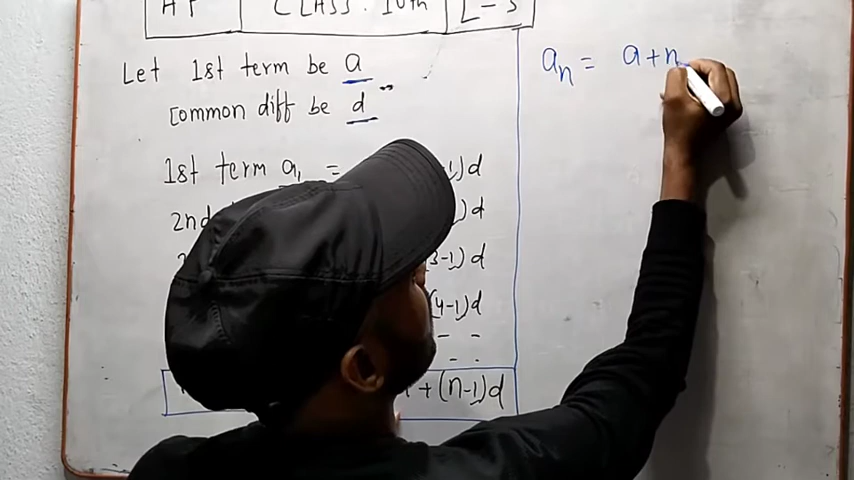 AP CLASS. 10th L-3
Let 1st term be a
Common diff be d
1st term a₁ = -1)d
2nd )d
3-1)d
(4-1)d
- -
- -
+ (n-1)d
aₙ = a+n